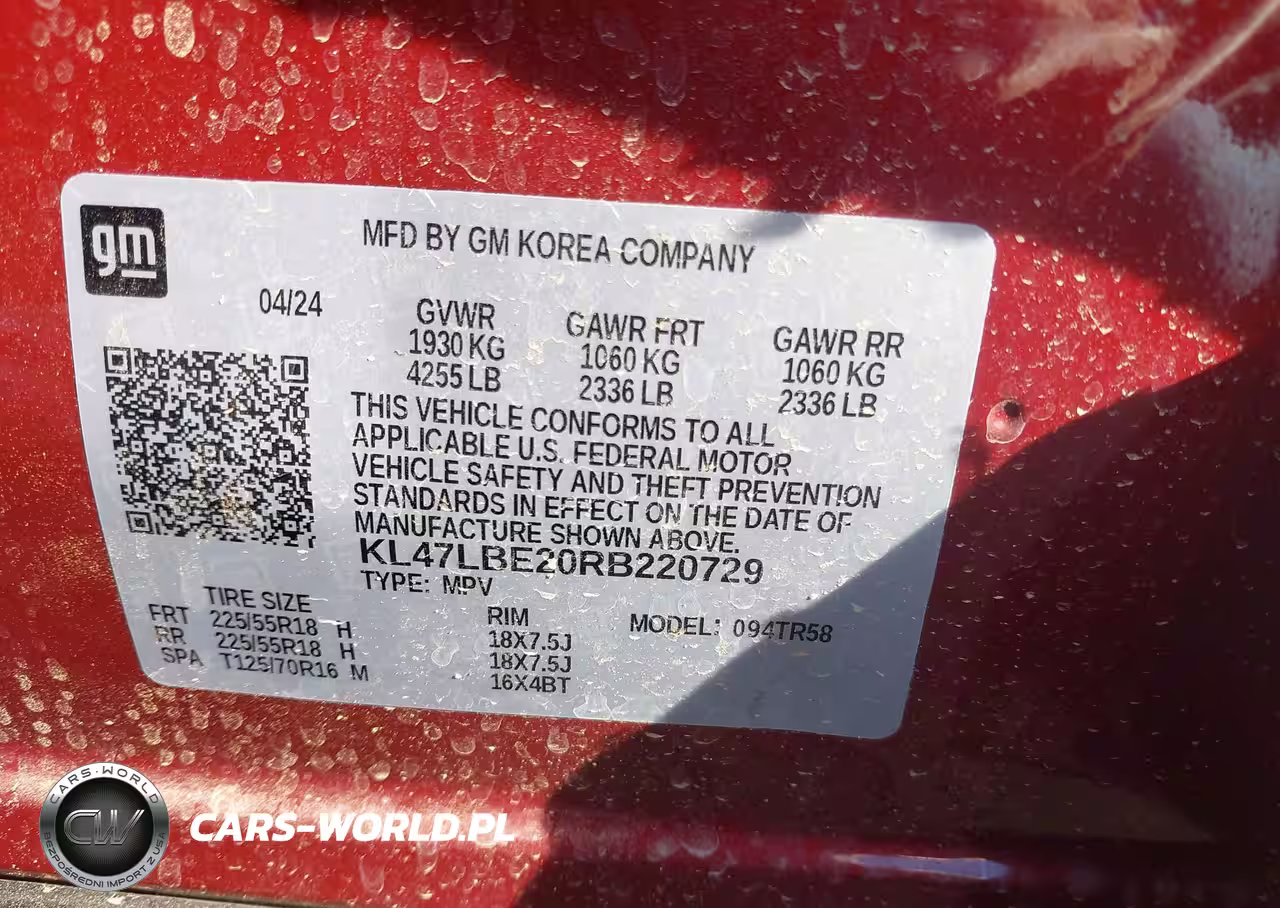 gm
MFD BY GM KOREA COMPANY
04/24
GVWR GAWR FRT GAWR RR
1930 KG 1060 KG 1060 KG
4255 LB 2336 LB 2336 LB
THIS VEHICLE CONFORMS TO ALL
APPLICABLE U.S. FEDERAL MOTOR
VEHICLE SAFETY AND THEFT PREVENTION
STANDARDS IN EFFECT ON THE DATE OF
MANUFACTURE SHOWN ABOVE.
KL47LBE20RB220729
TYPE: MPV
TIRE SIZE RIM MODEL: 094TR58
FRT 225/55R18 H 18X7.5J
RR 225/55R18 H 18X7.5J
SPA T125/70R16 M 16X4BT
CARS-WORLD
CW
BEZPOŚREDNI IMPORT Z USA
CARS-WORLD.PL